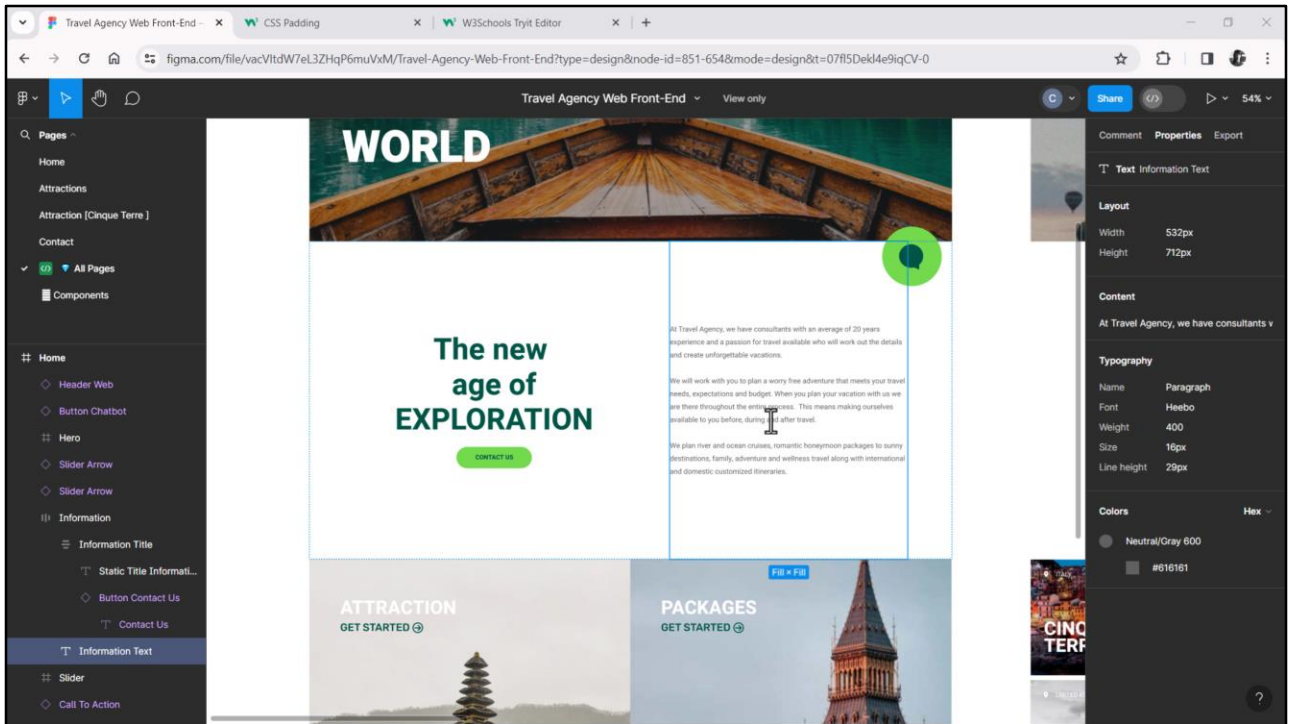 Travel Agency Web Front-End –
CSS Padding
W3Schools Tryit Editor
figma.com/file/vacVItdW7eL3ZHqP6muVxM/Travel-Agency-Web-Front-End?type=design&node-id=851-654&mode=design&t=07fl5Dekl4e9iqCV-0
Travel Agency Web Front-End
View only
C
Share
54%
Pages
Home
Attractions
Attraction [Cinque Terre ]
Contact
All Pages
Components
Home
Header Web
Button Chatbot
Hero
Slider Arrow
Slider Arrow
Information
Information Title
Static Title Informati...
Button Contact Us
Contact Us
Information Text
Slider
Call To Action
WORLD
The new
age of
EXPLORATION
CONTACT US
At Travel Agency, we have consultants with an average of 20 years
experience and a passion for travel available who will work out the details
and create unforgettable vacations.
We will work with you to plan a worry free adventure that meets your travel
needs, expectations and budget. When you plan your vacation with us we
are there throughout the entire process. This means making ourselves
available to you before, during and after travel.
We plan river and ocean cruises, romantic honeymoon packages to sunny
destinations, family, adventure and wellness travel along with international
and domestic customized itineraries.
Fill × Fill
ATTRACTION
GET STARTED
PACKAGES
GET STARTED
ITALY
CINQ
TERR
Comment Properties Export
Text Information Text
Layout
Width 532px
Height 712px
Content
At Travel Agency, we have consultants v
Typography
Name Paragraph
Font Heebo
Weight 400
Size 16px
Line height 29px
Colors Hex
Neutral/Gray 600
#616161
?